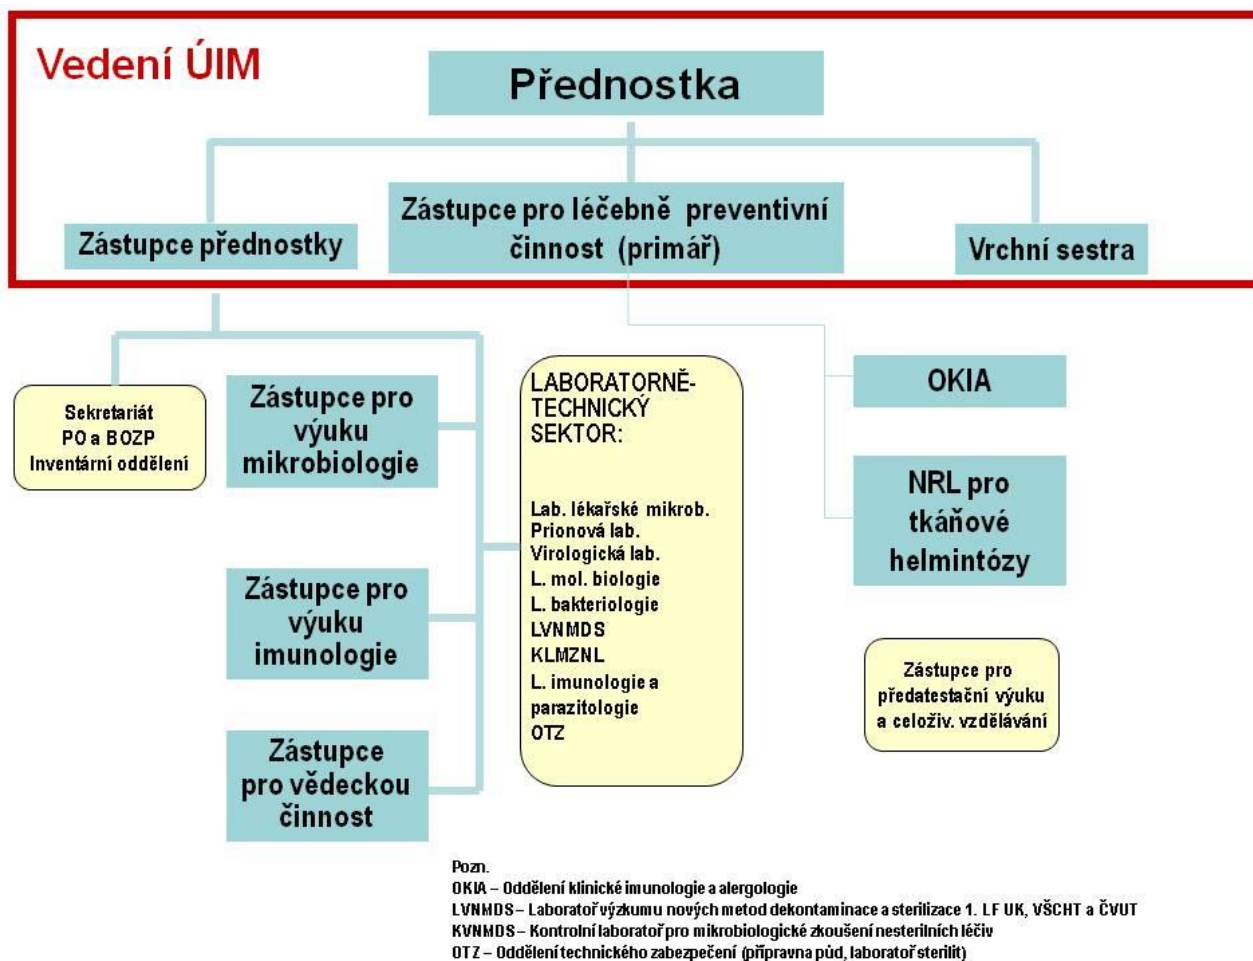 Vedení ÚIM
Přednostka
Zástupce přednostky
Zástupce pro léčebně preventivní
činnost (primář)
Vrchní sestra
Sekretariát
PO a BOZP
Inventární oddělení
Zástupce pro
výuku
mikrobiologie
Zástupce pro
výuku
imunologie
Zástupce
pro vědeckou
činnost
LABORATORNĚ-
TECHNICKÝ
SEKTOR:
Lab. lékařské mikrob.
Prionová lab.
Virologická lab.
L. mol. biologie
L. bakteriologie
LVNMDS
KLMZNL
L. imunologie a
parazitologie
OTZ
OKIA
NRL pro
tkáňové
helmintózy
Zástupce pro
předatestační výuku
a celoživ. vzdělávání
Pozn.
OKIA – Oddělení klinické imunologie a alergologie
LVNMDS – Laboratoř výzkumu nových metod dekontaminace a sterilizace 1. LF UK, VŠCHT a ČVUT
KVNMDS – Kontrolní laboratoř pro mikrobiologické zkoušení nesterilních léčiv
OTZ – Oddělení technického zabezpečení (přípravna půd, laboratoř sterilit)